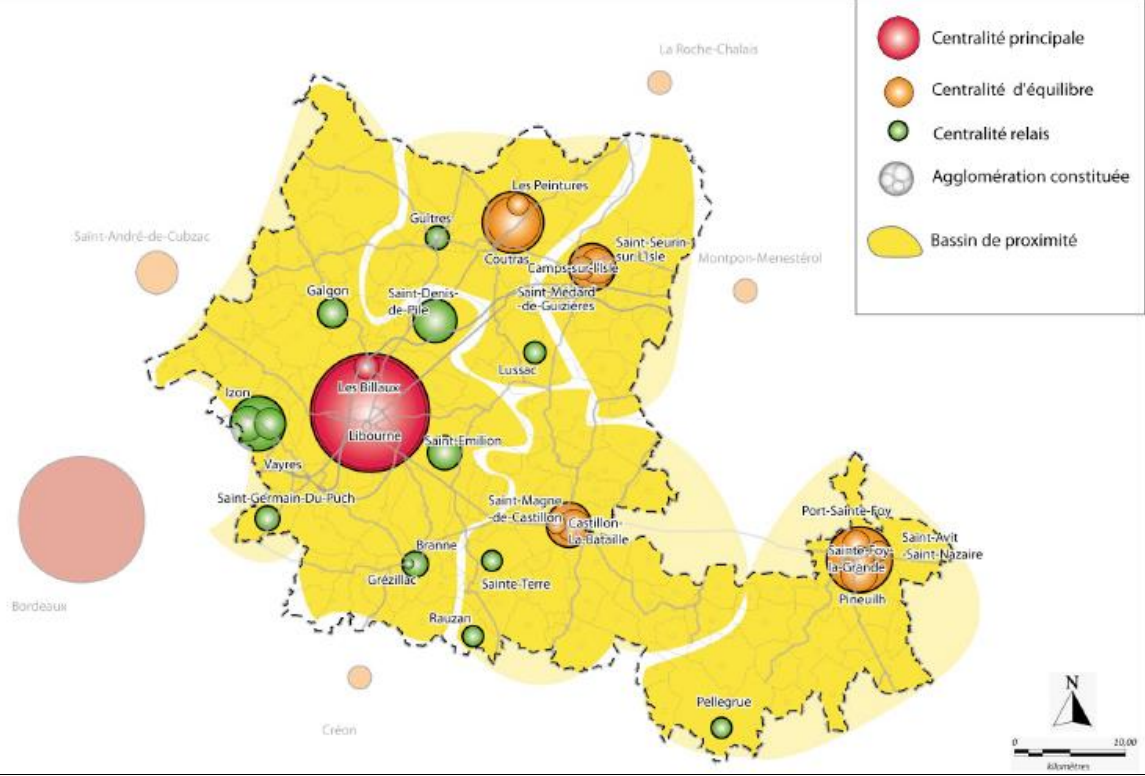 Centralité principale
Centralité d'équilibre
Centralité relais
Agglomération constituée
Bassin de proximité
La Roche-Chalais
Les Peintures
Guîtres
Saint-André-de-Cubzac
Coutras
Saint-Seurin-
sur-L'Isle
Camps-sur-l'Isle
Montpon-Menestérol
Galgon
Saint-Denis-
de-Pile
Saint-Médard
-de-Guizières
Lussac
Les Billaux
Izon
Libourne
Saint-Emilion
Vayres
Saint-Germain-Du-Puch
Saint-Magne
-de-Castillon
Castillon-
La-Bataille
Port-Sainte-Foy
Saint-Avit
-Saint-Nazaire
Sainte-Foy-
la-Grande
Pineuilh
Branne
Grézillac
Sainte-Terre
Bordeaux
Rauzan
Pellegrue
Créon
N
0 10,00
kilomètres